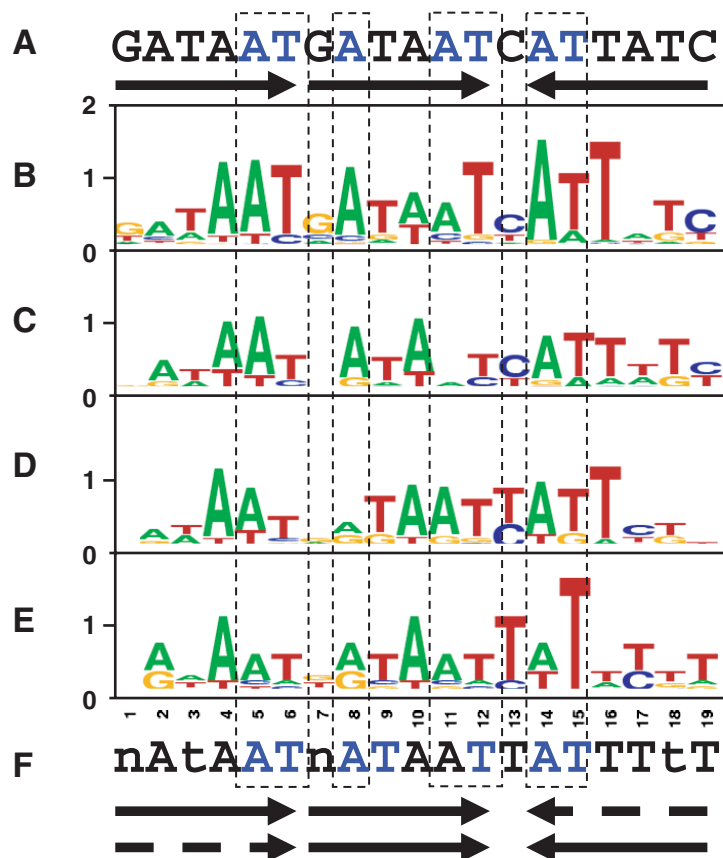 A GATAATGATAATCATTATC
2
B 1
0
C 1
0
D 1
0
E 1
0
1 2 3 4 5 6 7 8 9 10 11 12 13 14 15 16 17 18 19
F nAtAATnATAATTATTTtT